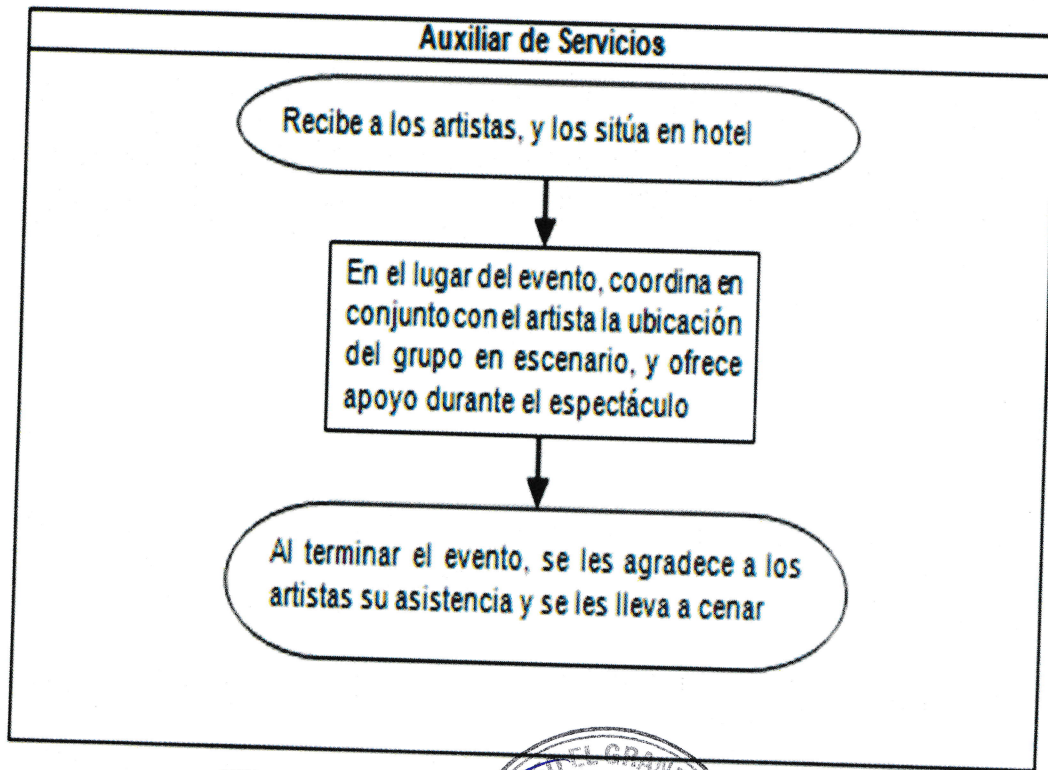 Auxiliar de Servicios
Recibe a los artistas, y los sitúa en hotel
En el lugar del evento, coordina en
conjunto con el artista la ubicación
del grupo en escenario, y ofrece
apoyo durante el espectáculo
Al terminar el evento, se les agradece a los
artistas su asistencia y se les lleva a cenar
EL